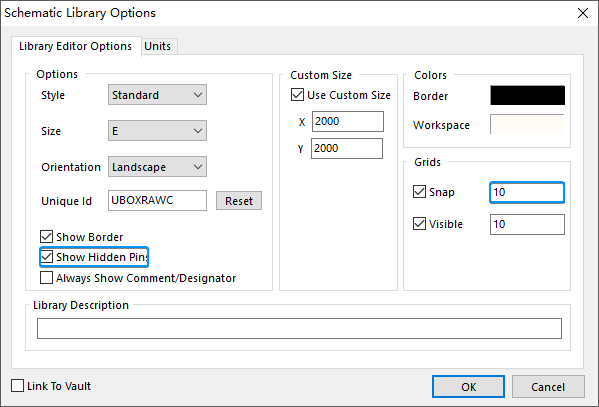 Schematic Library Options
Library Editor Options
Units
Options
Style
Standard
Size
E
Orientation
Landscape
Unique Id
UBOXRAWC
Reset
Show Border
Show Hidden Pins
Always Show Comment/Designator
Custom Size
Use Custom Size
X
2000
Y
2000
Colors
Border
Workspace
Grids
Snap
10
Visible
10
Library Description
Link To Vault
OK
Cancel